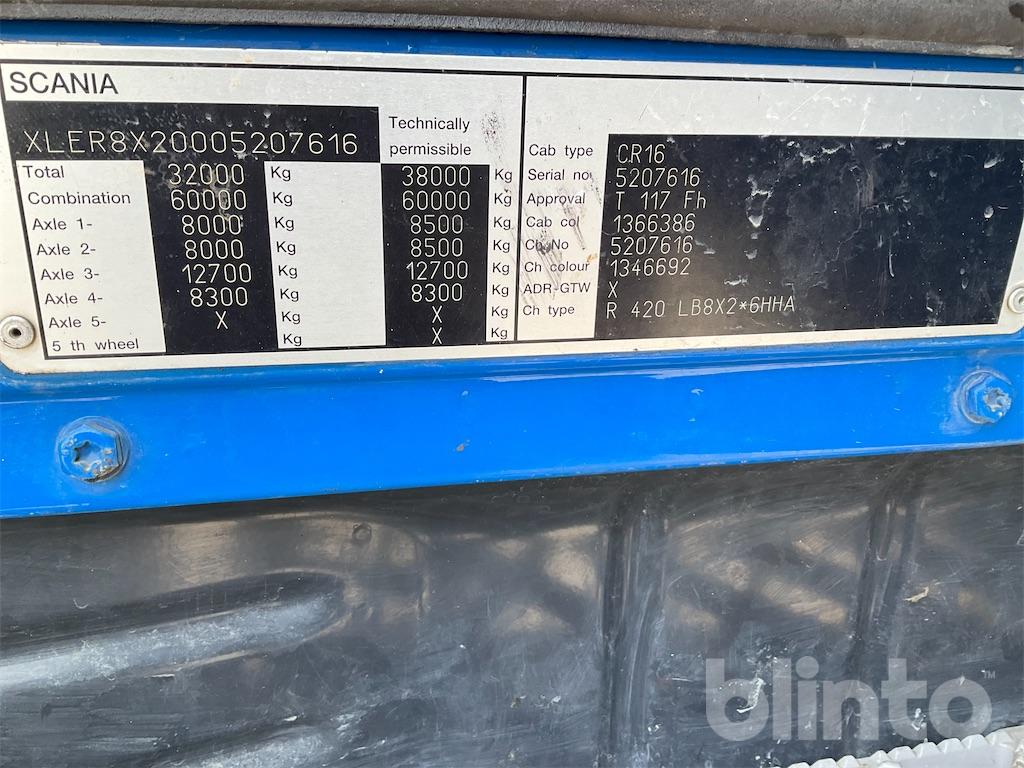 SCANIA
XLER8X20005207616
Technically
permissible
Total 32000 Kg 38000 Kg
Combination 60000 Kg 60000 Kg
Axle 1- 8000 Kg 8500 Kg
Axle 2- 8000 Kg 8500 Kg
Axle 3- 12700 Kg 12700 Kg
Axle 4- 8300 Kg 8300 Kg
Axle 5- X Kg X Kg
5 th wheel Kg X Kg
Cab type CR16
Serial no 5207616
Approval T 117 Fh
Cab col 1366386
Ch No 5207616
Ch colour 1346692
ADR-GTW X
Ch type R 420 LB8X2*6HHA
blinto™